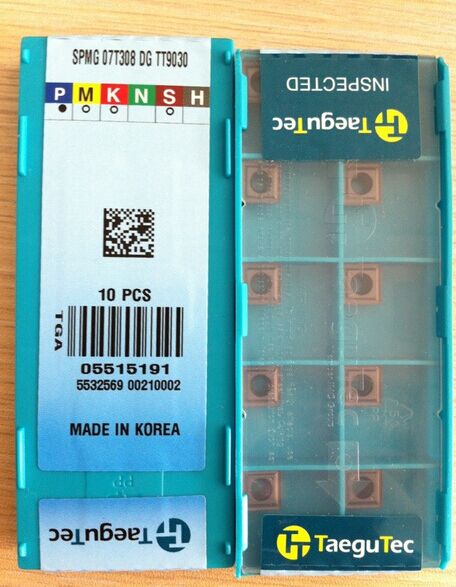 SPMG 07T308 DG TT9030
P M K N S H
10 PCS
TGA
05515191
5532569 00210002
MADE IN KOREA
TaeguTec
INSPECTED
TaeguTec
TaeguTec